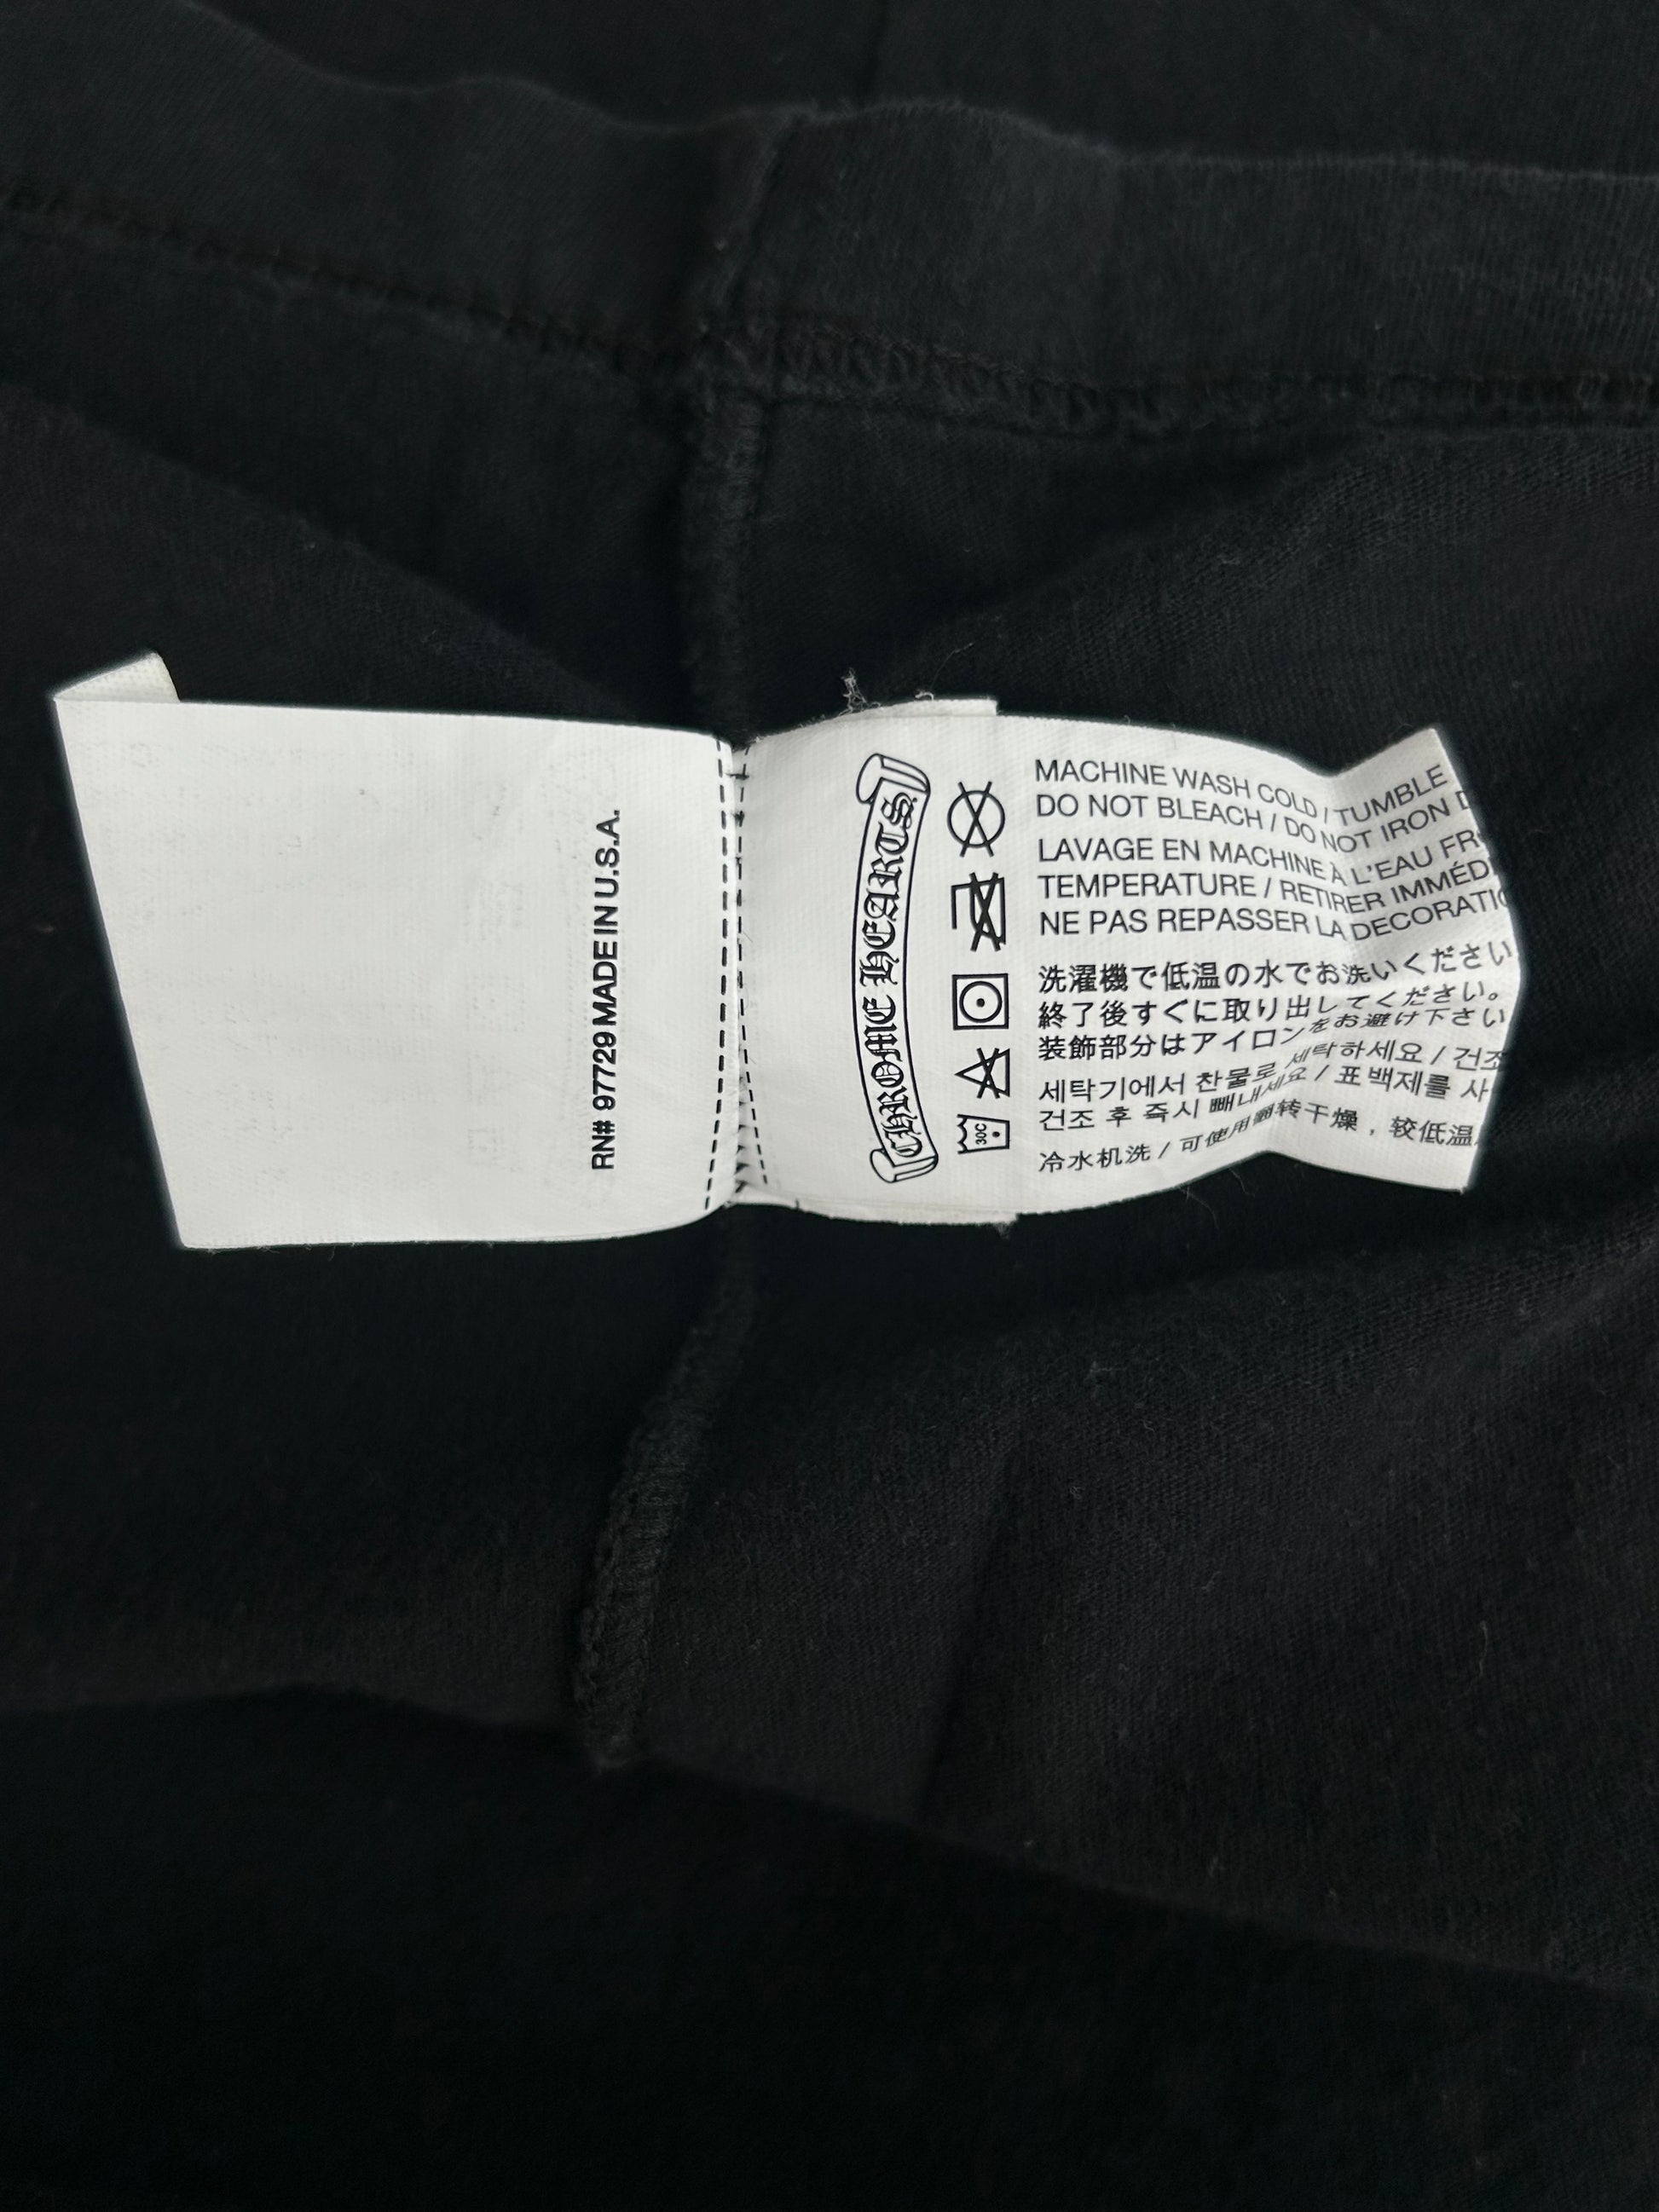 RN# 97729 MADE IN U.S.A.
CHROME HEARTS
30C
MACHINE WASH COLD / TUMBLE
DO NOT BLEACH / DO NOT IRON D
LAVAGE EN MACHINE À L'EAU FR
TEMPERATURE / RETIRER IMMÉD
NE PAS REPASSER LA DECORATI
洗濯機で低温の水でお洗いください
終了後すぐに取り出してください。
装飾部分はアイロンをお避け下さい
세탁기에서 찬물로 세탁하세요 / 건조
건조 후 즉시 빼내세요 / 표백제를 사
冷水机洗 / 可使用翻转干燥，较低温